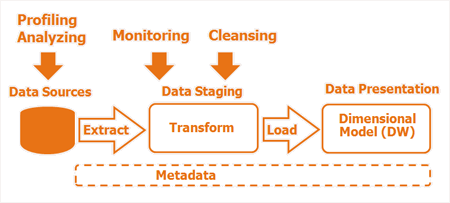 Profiling
Analyzing
Monitoring
Cleansing
Data Sources
Data Staging
Data Presentation
Extract
Transform
Load
Dimensional
Model (DW)
Metadata